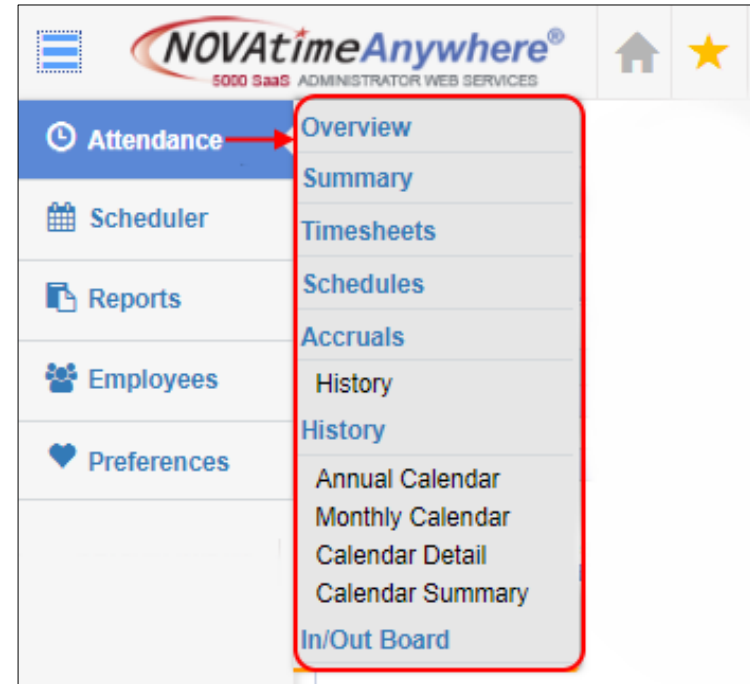 NOVAtimeAnywhere®
5000 SaaS ADMINISTRATOR WEB SERVICES
Attendance
Scheduler
Reports
Employees
Preferences
Overview
Summary
Timesheets
Schedules
Accruals
History
History
Annual Calendar
Monthly Calendar
Calendar Detail
Calendar Summary
In/Out Board